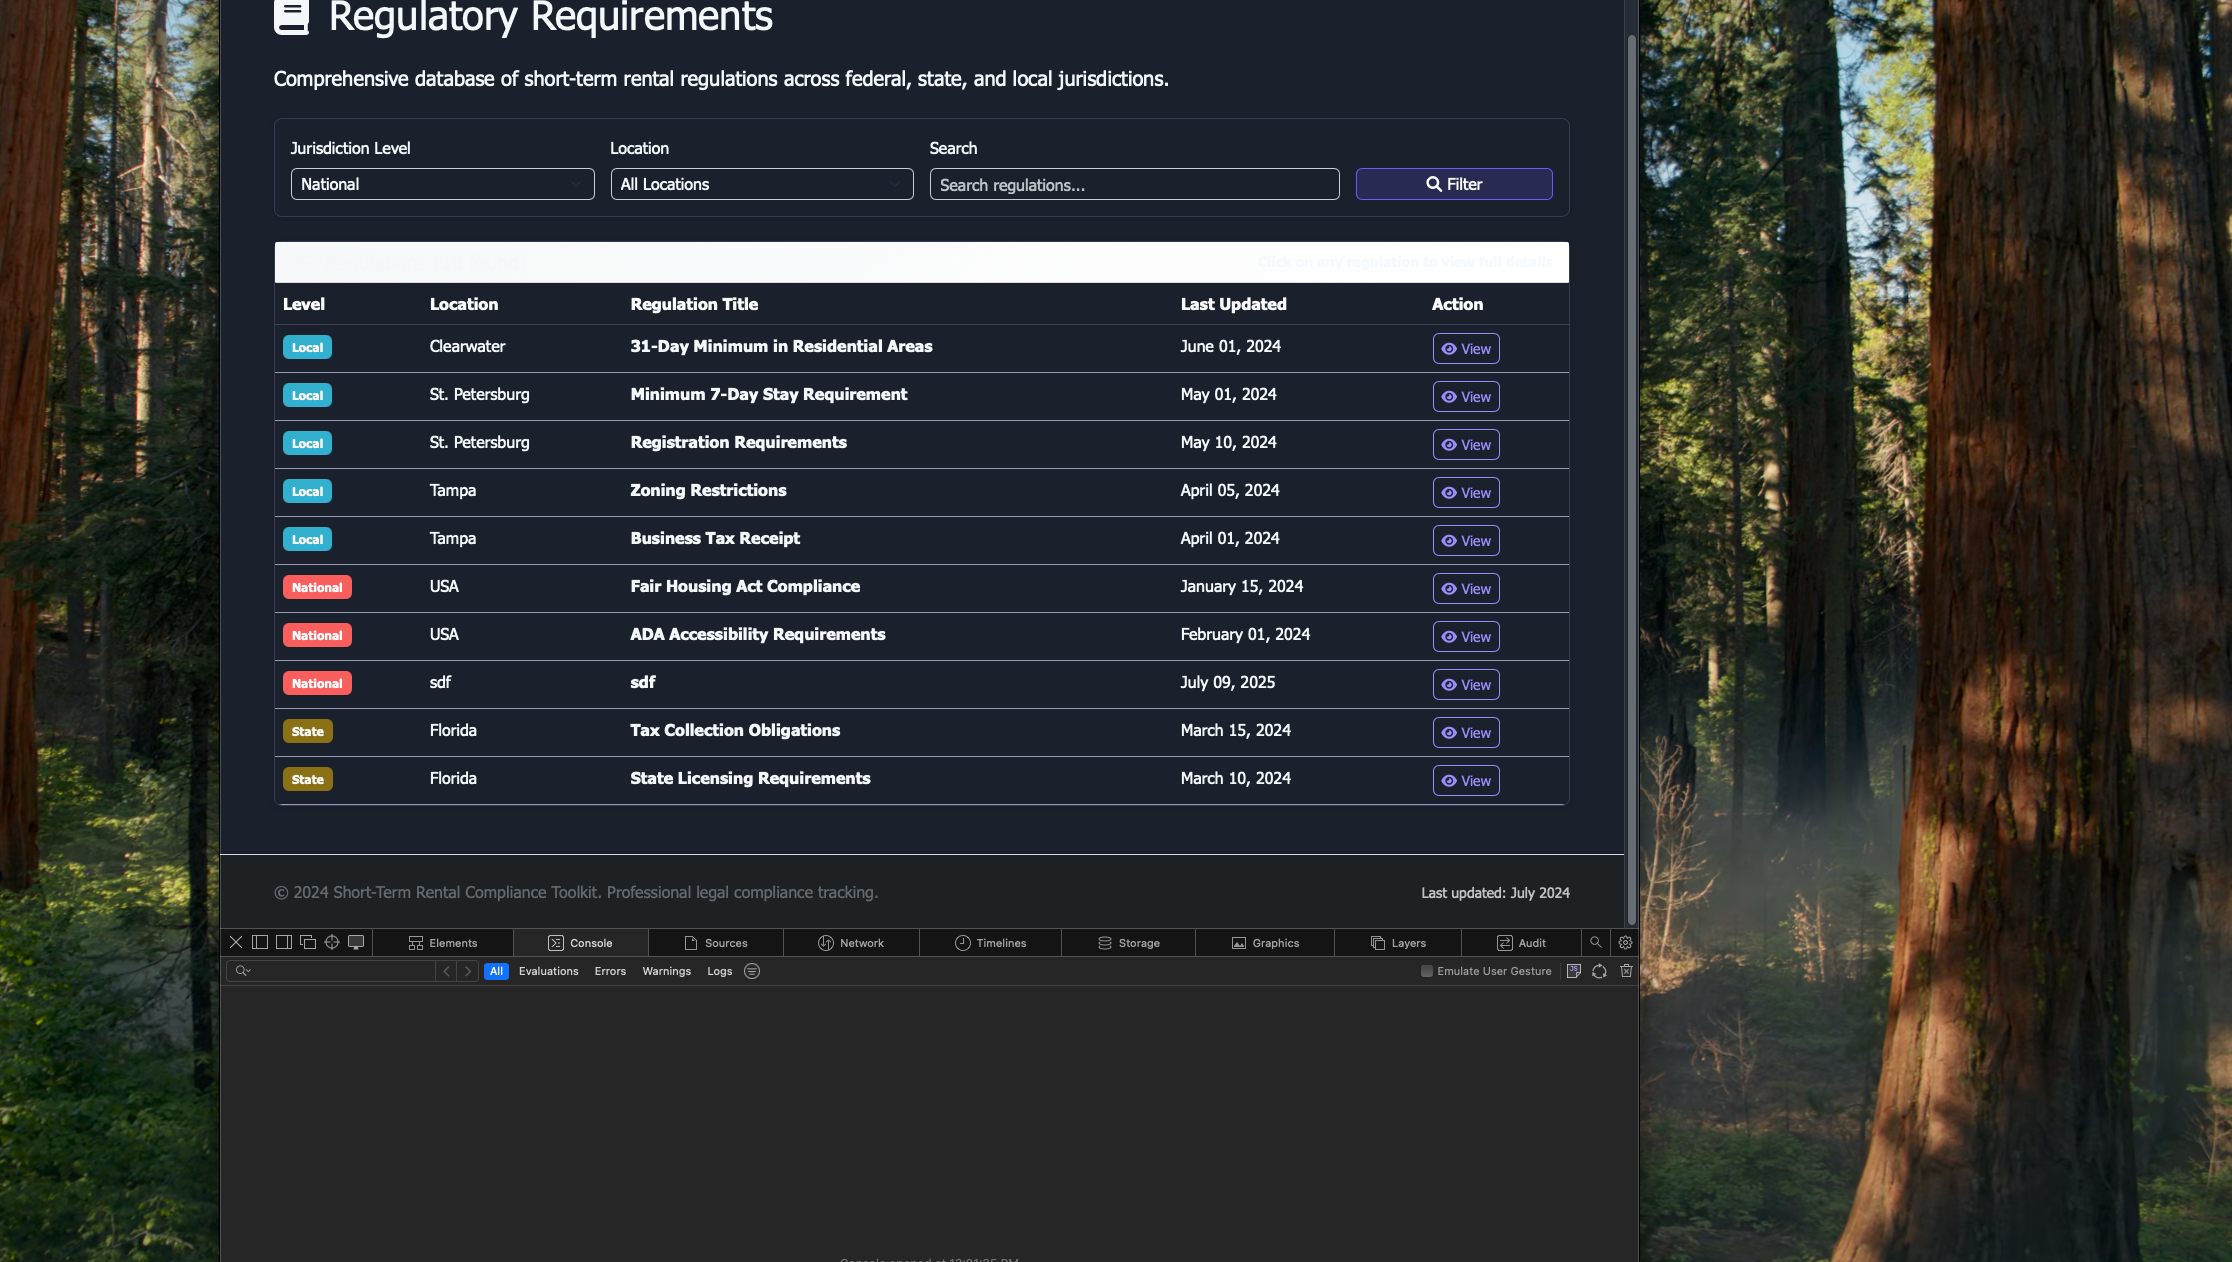 Regulatory Requirements
Comprehensive database of short-term rental regulations across federal, state, and local jurisdictions.
Jurisdiction Level Location Search
National All Locations Search regulations... Filter
Click on any regulation to view full details
Level Location Regulation Title Last Updated Action
Local Clearwater 31-Day Minimum in Residential Areas June 01, 2024 View
Local St. Petersburg Minimum 7-Day Stay Requirement May 01, 2024 View
Local St. Petersburg Registration Requirements May 10, 2024 View
Local Tampa Zoning Restrictions April 05, 2024 View
Local Tampa Business Tax Receipt April 01, 2024 View
National USA Fair Housing Act Compliance January 15, 2024 View
National USA ADA Accessibility Requirements February 01, 2024 View
National sdf sdf July 09, 2025 View
State Florida Tax Collection Obligations March 15, 2024 View
State Florida State Licensing Requirements March 10, 2024 View
© 2024 Short-Term Rental Compliance Toolkit. Professional legal compliance tracking. Last updated: July 2024
Elements Console Sources Network Timelines Storage Graphics Layers Audit
All Evaluations Errors Warnings Logs Emulate User Gesture